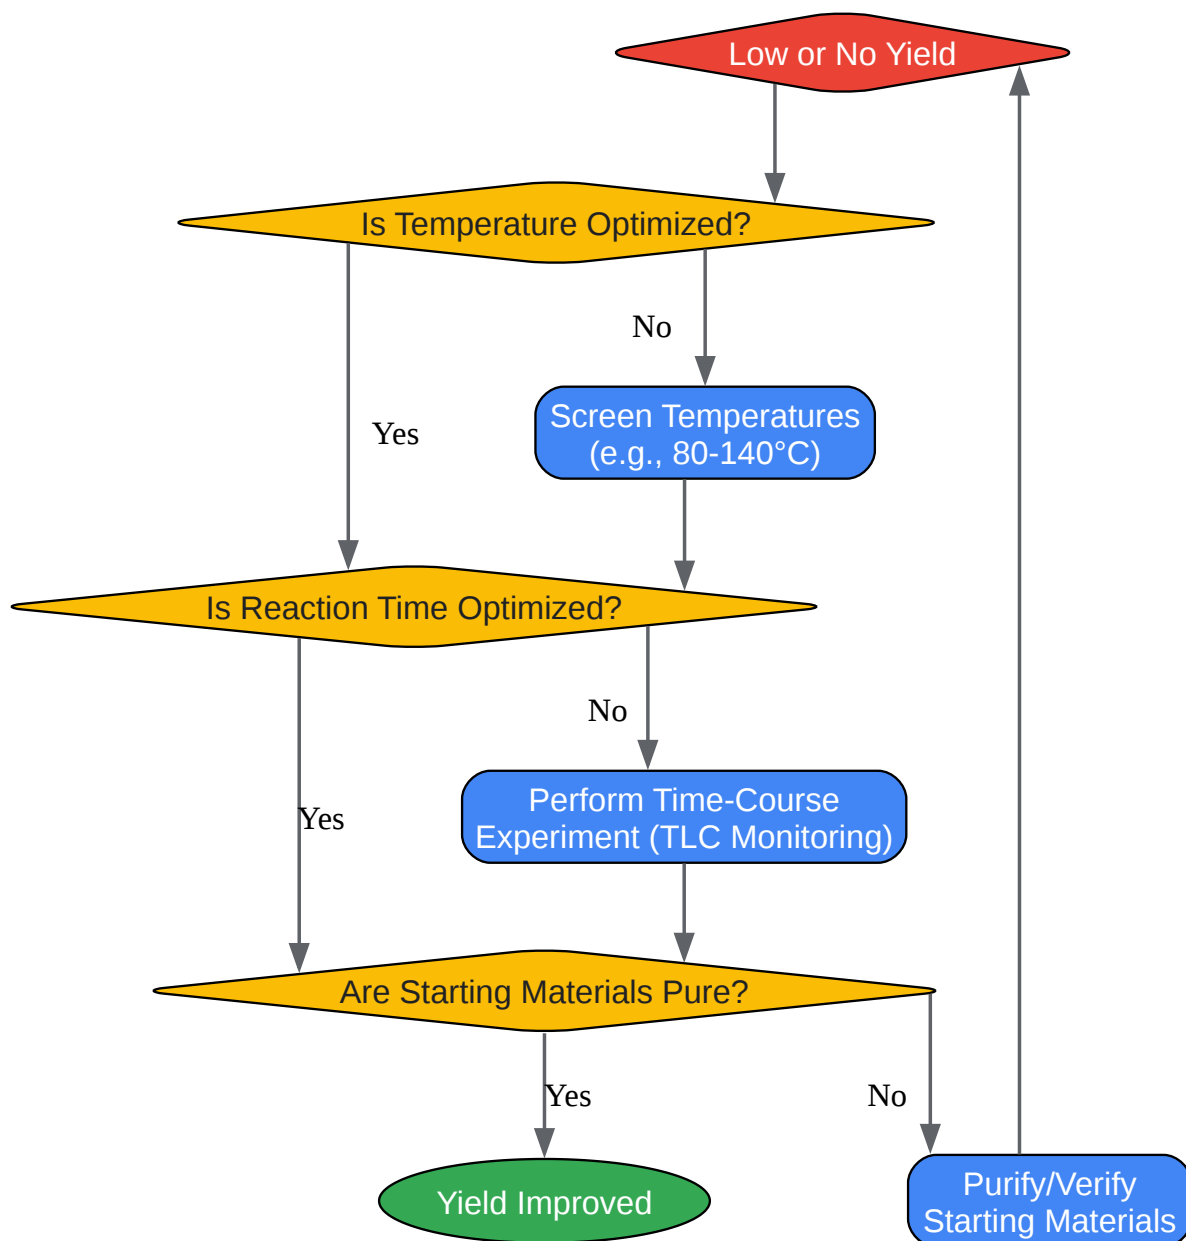 Low or No Yield
Is Temperature Optimized?
No
Screen Temperatures
(e.g., 80-140°C)
Yes
Is Reaction Time Optimized?
No
Perform Time-Course
Experiment (TLC Monitoring)
Yes
Are Starting Materials Pure?
Yes
No
Yield Improved
Purify/Verify
Starting Materials